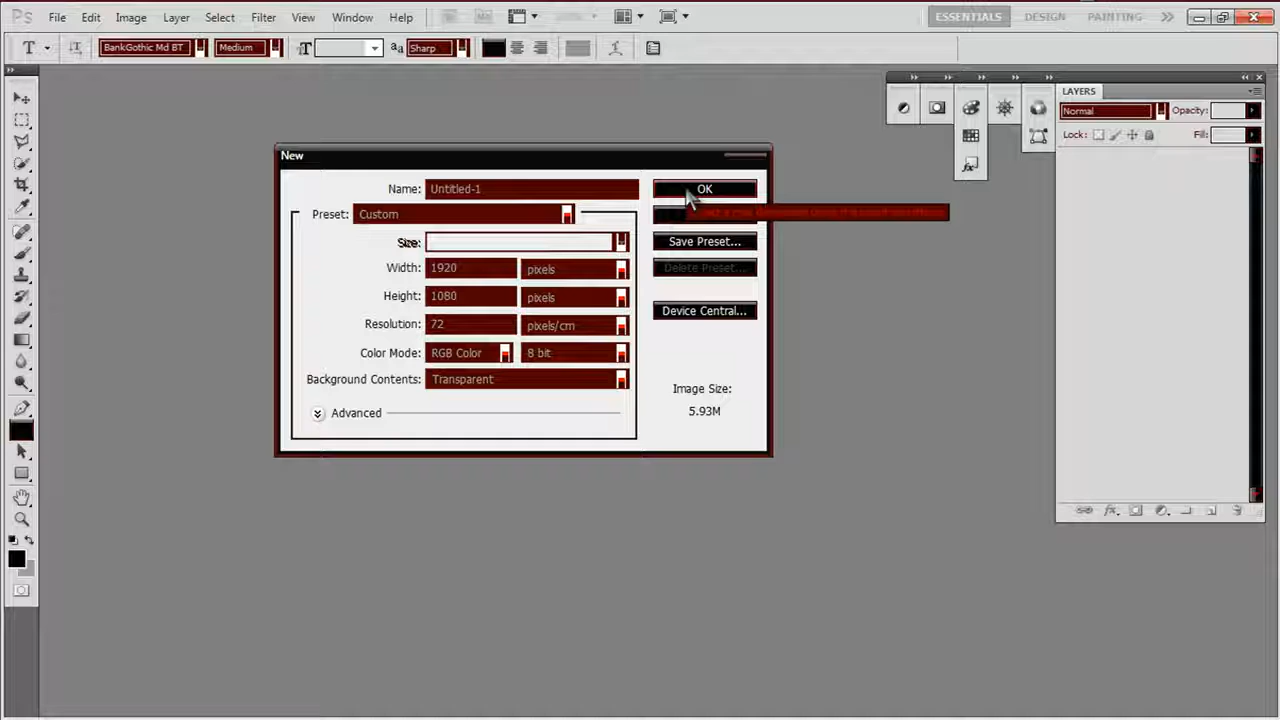 Ps File Edit Image Layer Select Filter View Window Help ESSENTIALS DESIGN PAINTING
BankGothic Md BT Medium Sharp
LAYERS
Normal Opacity:
Lock: Fill:
New
Name: Untitled-1 OK
Preset: Custom
Size: Save Preset...
Width: 1920 pixels Delete Preset...
Height: 1080 pixels
Device Central...
Resolution: 72 pixels/cm
Color Mode: RGB Color 8 bit
Background Contents: Transparent
Image Size:
5.93M
Advanced